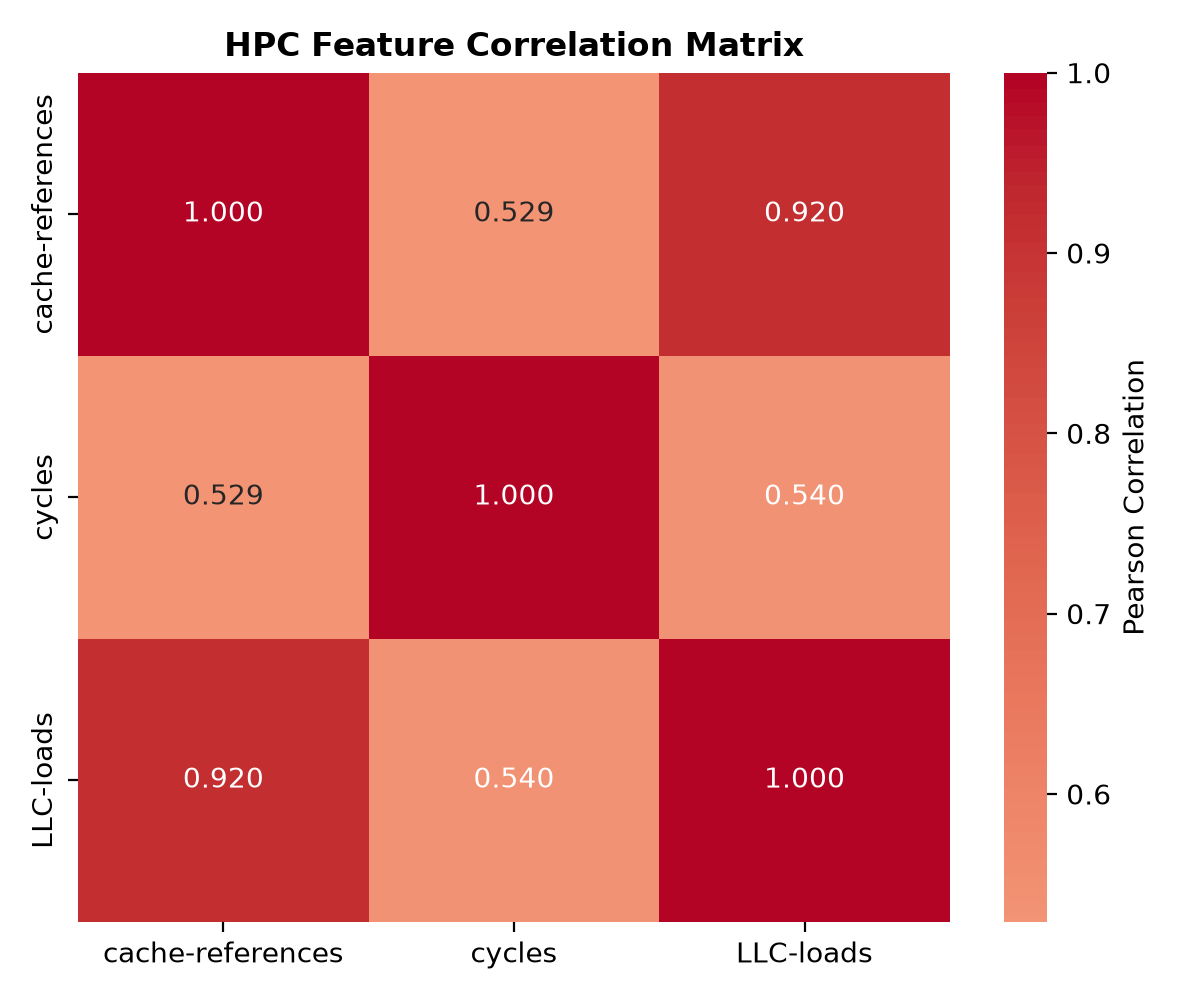 HPC Feature Correlation Matrix
cache-references
1.000
0.529
0.920
cycles
0.529
1.000
0.540
LLC-loads
0.920
0.540
1.000
cache-references
cycles
LLC-loads
1.0
0.9
0.8
0.7
0.6
Pearson Correlation